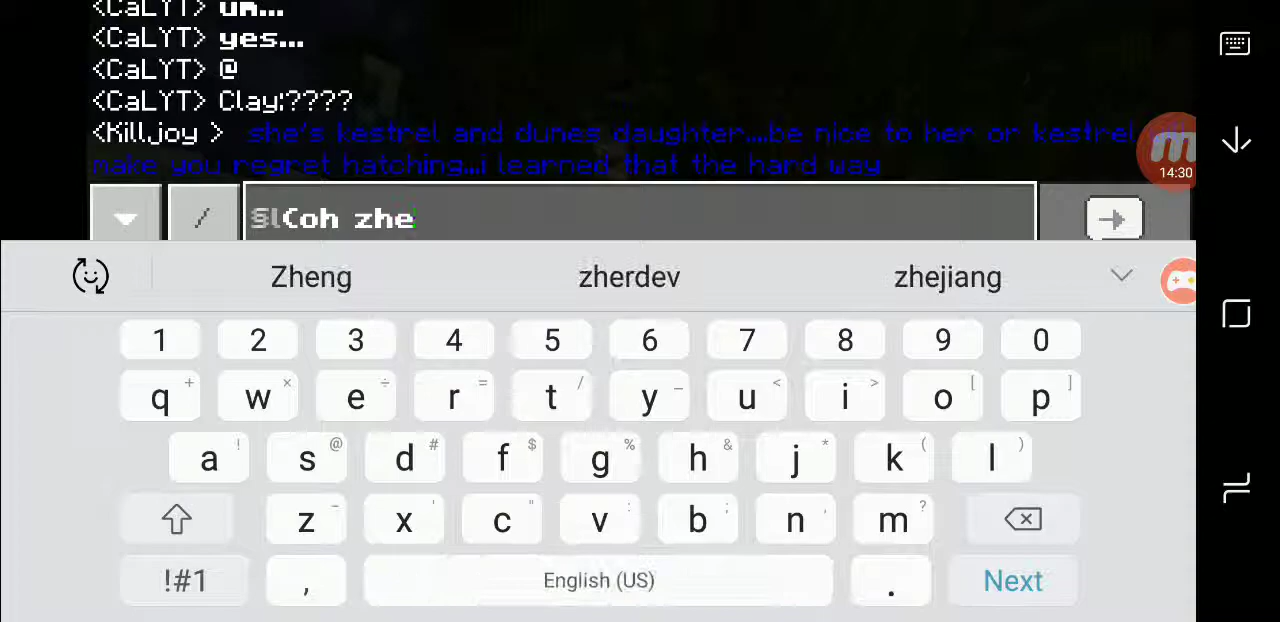 <CaLYT> um...
<CaLYT> yes...
<CaLYT> @
<CaLYT> Clay:????
<Killjoy > she's kestrel and dunes daughter....be nice to her or kestrel
make you regret hatching...i learned that the hard way
14:30
/ §lCoh zhe
Zheng zherdev zhejiang
1 2 3 4 5 6 7 8 9 0
q + w × e ÷ r = t / y _ u < i > o [ p ]
a ! s @ d # f $ g % h & j * k ( l )
z - x ' c " v : b ; n , m ?
!#1 , English (US) . Next